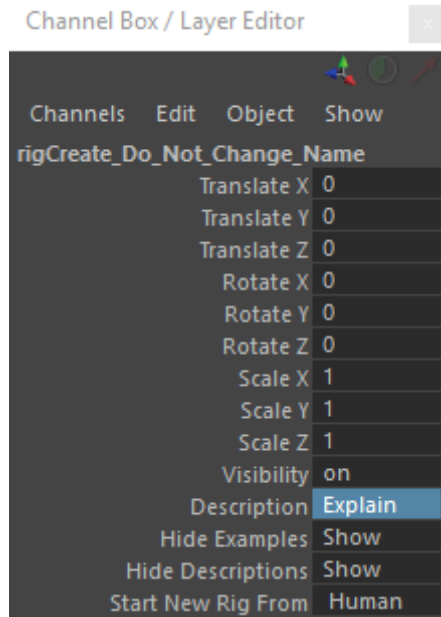 Channel Box / Layer Editor
x
Channels Edit Object Show
rigCreate_Do_Not_Change_Name
Translate X 0
Translate Y 0
Translate Z 0
Rotate X 0
Rotate Y 0
Rotate Z 0
Scale X 1
Scale Y 1
Scale Z 1
Visibility on
Description Explain
Hide Examples Show
Hide Descriptions Show
Start New Rig From Human